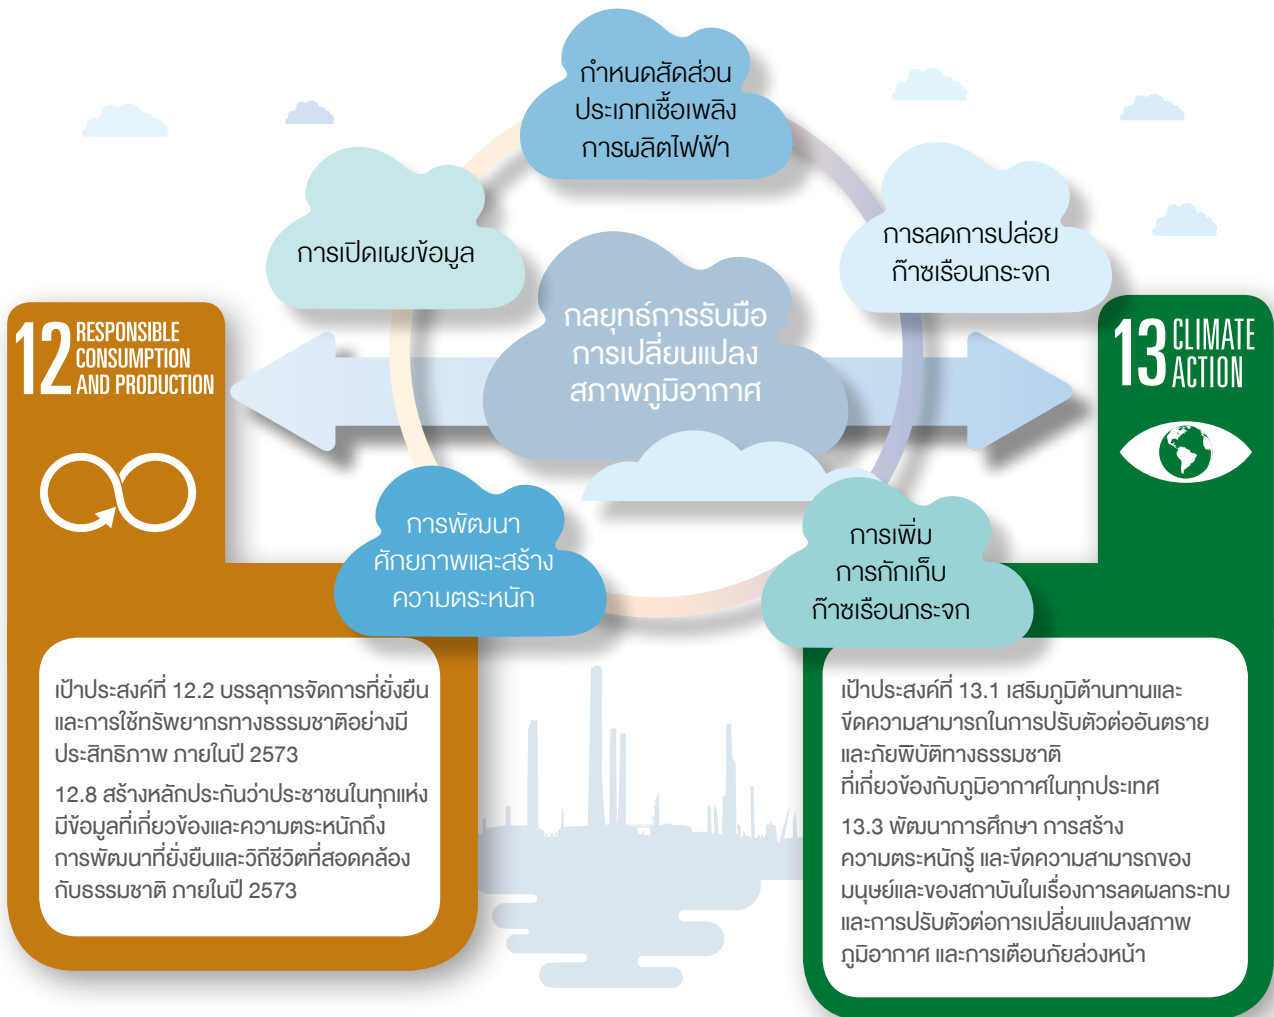 กำหนดสัดส่วน
ประเภทเชื้อเพลิง
การผลิตไฟฟ้า
การเปิดเผยข้อมูล
การลดการปล่อย
ก๊าซเรือนกระจก
กลยุทธ์การรับมือ
การเปลี่ยนแปลง
สภาพภูมิอากาศ
12 RESPONSIBLE
CONSUMPTION
AND PRODUCTION
13 CLIMATE
ACTION
การพัฒนา
ศักยภาพและสร้าง
ความตระหนัก
การเพิ่ม
การกักเก็บ
ก๊าซเรือนกระจก
เป้าประสงค์ที่ 12.2 บรรลุการจัดการที่ยั่งยืน
และการใช้ทรัพยากรทางธรรมชาติอย่างมี
ประสิทธิภาพ ภายในปี 2573
12.8 สร้างหลักประกันว่าประชาชนในทุกแห่ง
มีข้อมูลที่เกี่ยวข้องและความตระหนักถึง
การพัฒนาที่ยั่งยืนและวิถีชีวิตที่สอดคล้อง
กับธรรมชาติ ภายในปี 2573
เป้าประสงค์ที่ 13.1 เสริมภูมิต้านทานและ
ขีดความสามารถในการปรับตัวต่ออันตราย
และภัยพิบัติทางธรรมชาติ
ที่เกี่ยวข้องกับภูมิอากาศในทุกประเทศ
13.3 พัฒนาการศึกษา การสร้าง
ความตระหนักรู้ และขีดความสามารถของ
มนุษย์และของสถาบันในเรื่องการลดผลกระทบ
และการปรับตัวต่อการเปลี่ยนแปลงสภาพ
ภูมิอากาศ และการเตือนภัยล่วงหน้า